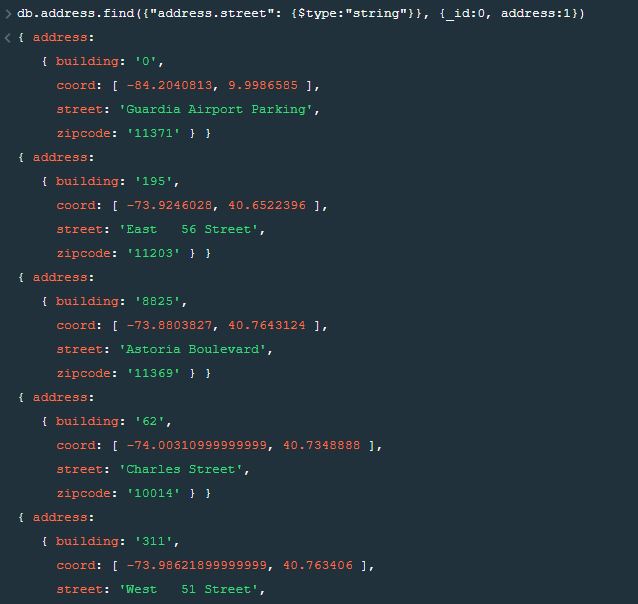 > db.address.find({"address.street": {$type:"string"}}, {_id:0, address:1})
< { address:
{ building: '0',
coord: [ -84.2040813, 9.9986585 ],
street: 'Guardia Airport Parking',
zipcode: '11371' } }
{ address:
{ building: '195',
coord: [ -73.9246028, 40.6522396 ],
street: 'East   56 Street',
zipcode: '11203' } }
{ address:
{ building: '8825',
coord: [ -73.8803827, 40.7643124 ],
street: 'Astoria Boulevard',
zipcode: '11369' } }
{ address:
{ building: '62',
coord: [ -74.00310999999999, 40.7348888 ],
street: 'Charles Street',
zipcode: '10014' } }
{ address:
{ building: '311',
coord: [ -73.98621899999999, 40.763406 ],
street: 'West   51 Street',